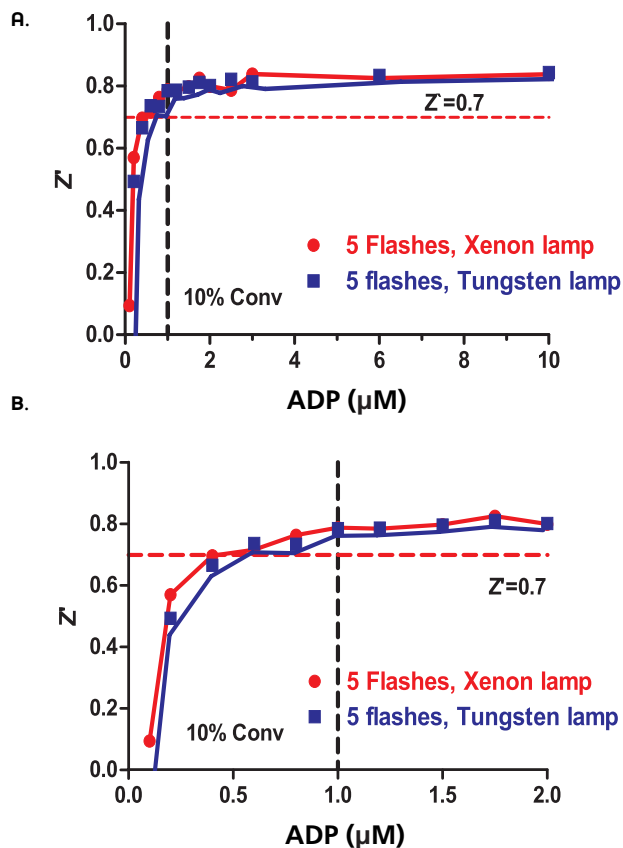 A.
1.0
0.8
0.6
0.4
0.2
0.0
Z'
Z`=0.7
5 Flashes, Xenon lamp
5 flashes, Tungsten lamp
10% Conv
0 2 4 6 8 10
ADP (µM)
B.
1.0
0.8
0.6
0.4
0.2
0.0
Z'
Z'=0.7
5 Flashes, Xenon lamp
5 flashes, Tungsten lamp
10% Conv
0.0 0.5 1.0 1.5 2.0
ADP (µM)